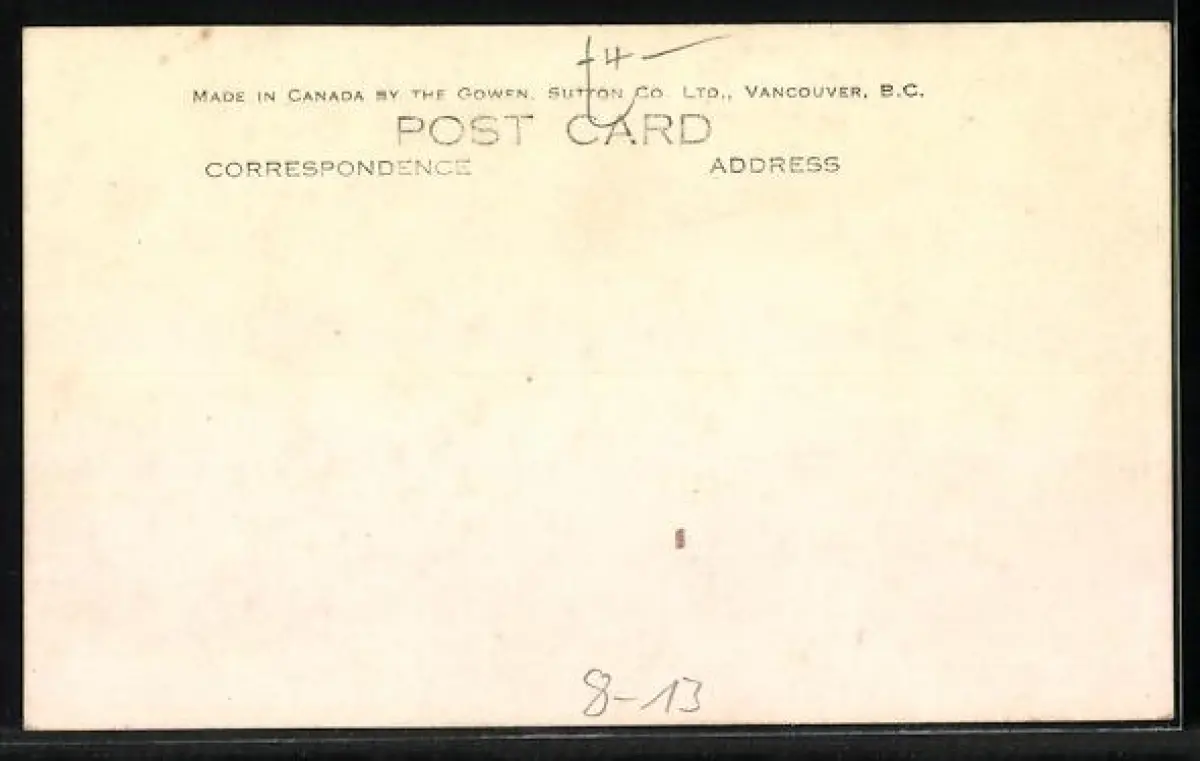 4-
MADE IN CANADA BY THE GOWEN, SUTTON CO. LTD., VANCOUVER, B.C.
POST CARD
CORRESPONDENCE ADDRESS
8-13